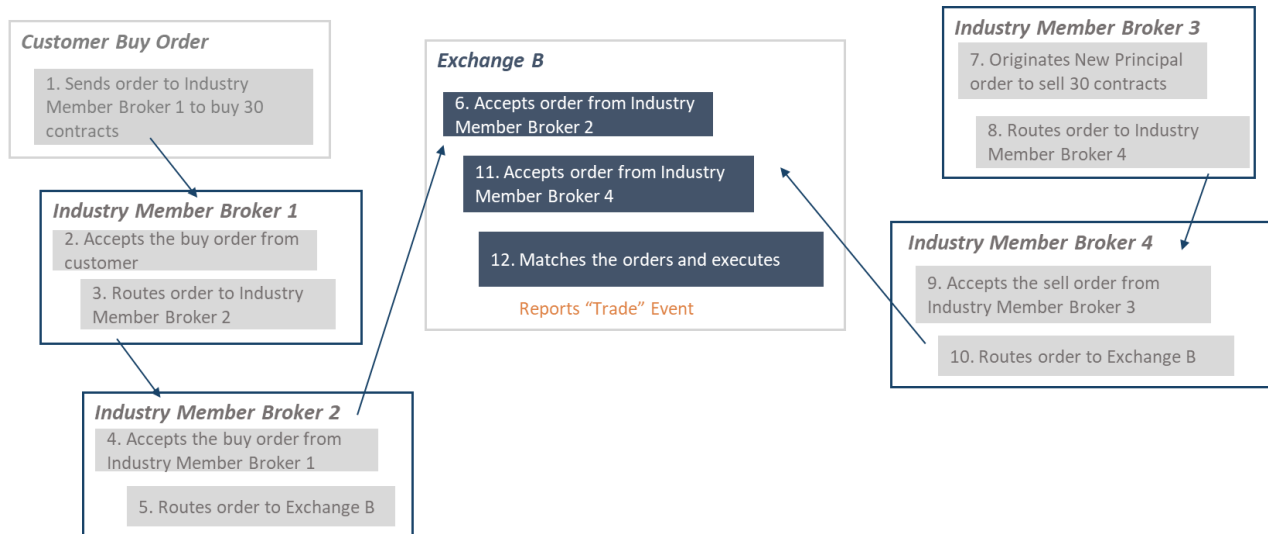 Customer Buy Order
1. Sends order to Industry
Member Broker 1 to buy 30
contracts
Industry Member Broker 1
2. Accepts the buy order from
customer
3. Routes order to Industry
Member Broker 2
Industry Member Broker 2
4. Accepts the buy order from
Industry Member Broker 1
5. Routes order to Exchange B
Exchange B
6. Accepts order from Industry
Member Broker 2
11. Accepts order from Industry
Member Broker 4
12. Matches the orders and executes
Reports “Trade” Event
Industry Member Broker 3
7. Originates New Principal
order to sell 30 contracts
8. Routes order to Industry
Member Broker 4
Industry Member Broker 4
9. Accepts the sell order from
Industry Member Broker 3
10. Routes order to Exchange B